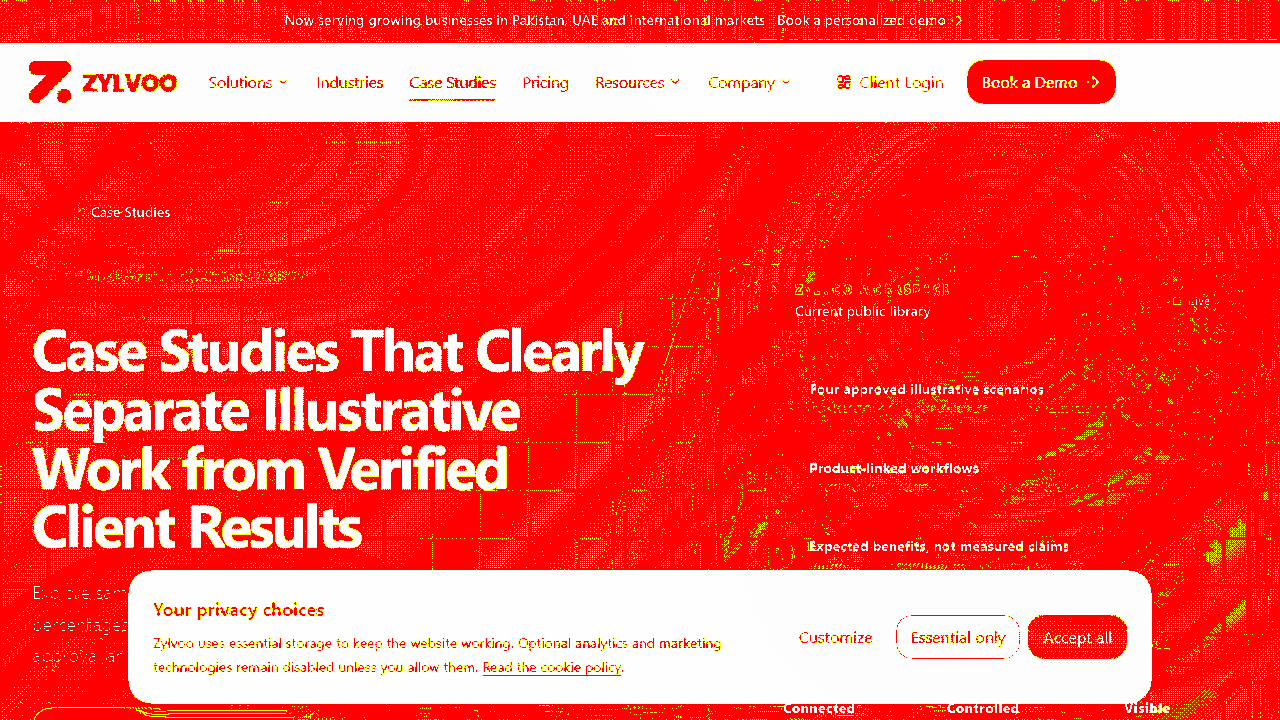 Now serving growing businesses in Pakistan, UAE and international markets Book a personalized demo
ZYLVOO
Solutions
Industries
Case Studies
Pricing
Resources
Company
Client Login
Book a Demo
Case Studies
Current public library
Live
Case Studies That Clearly
Separate Illustrative
Work from Verified
Client Results
Four approved illustrative scenarios
Product-linked workflows
Expected benefits, not measured claims
percentages
Your privacy choices
Zylvoo uses essential storage to keep the website working. Optional analytics and marketing
technologies remain disabled unless you allow them. Read the cookie policy.
Customize
Essential only
Accept all
Connected
Controlled
Visible